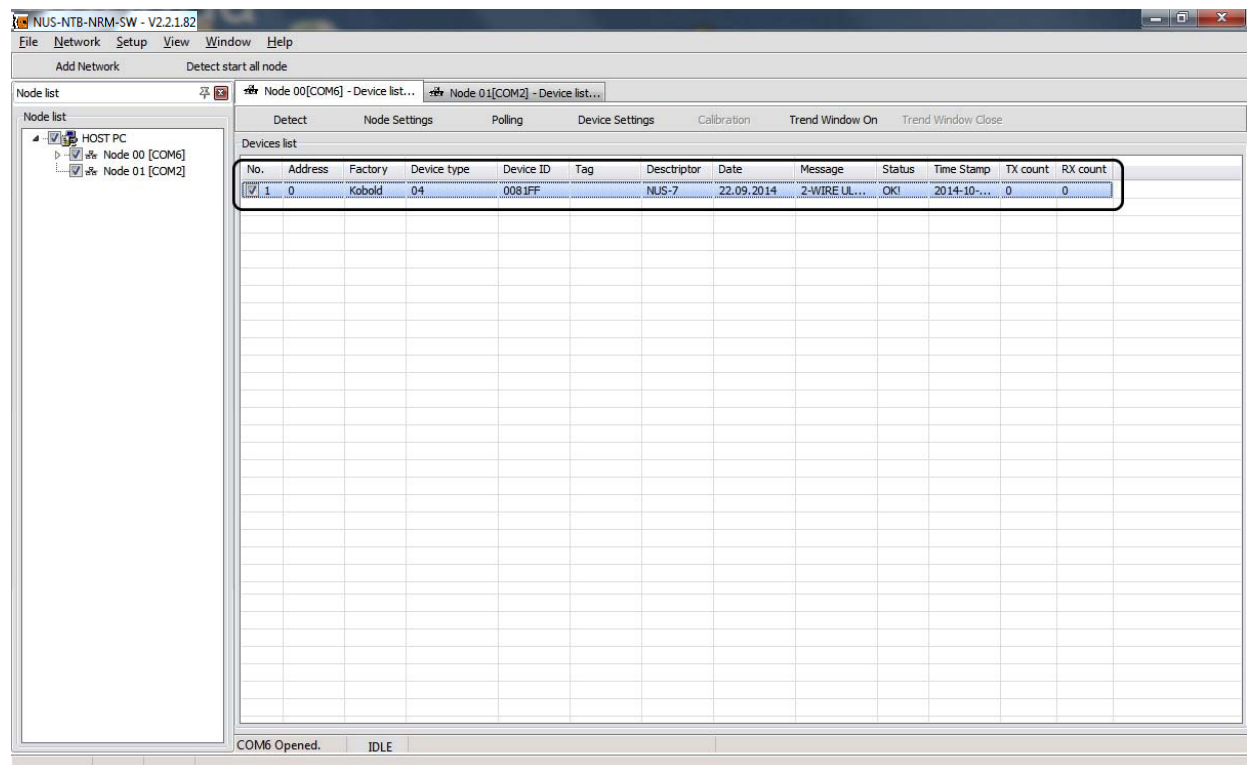 NUS-NTB-NRM-SW - V2.2.1.82
File Network Setup View Window Help
Add Network Detect start all node
Node list
Node list
HOST PC
Node 00 [COM6]
Node 01 [COM2]
Node 00[COM6] - Device list... Node 01[COM2] - Device list...
Detect Node Settings Polling Device Settings Calibration Trend Window On Trend Window Close
Devices list
No. Address Factory Device type Device ID Tag Desctriptor Date Message Status Time Stamp TX count RX count
1 0 Kobold 04 0081FF NUS-7 22.09.2014 2-WIRE UL... OK! 2014-10-... 0 0
COM6 Opened. IDLE